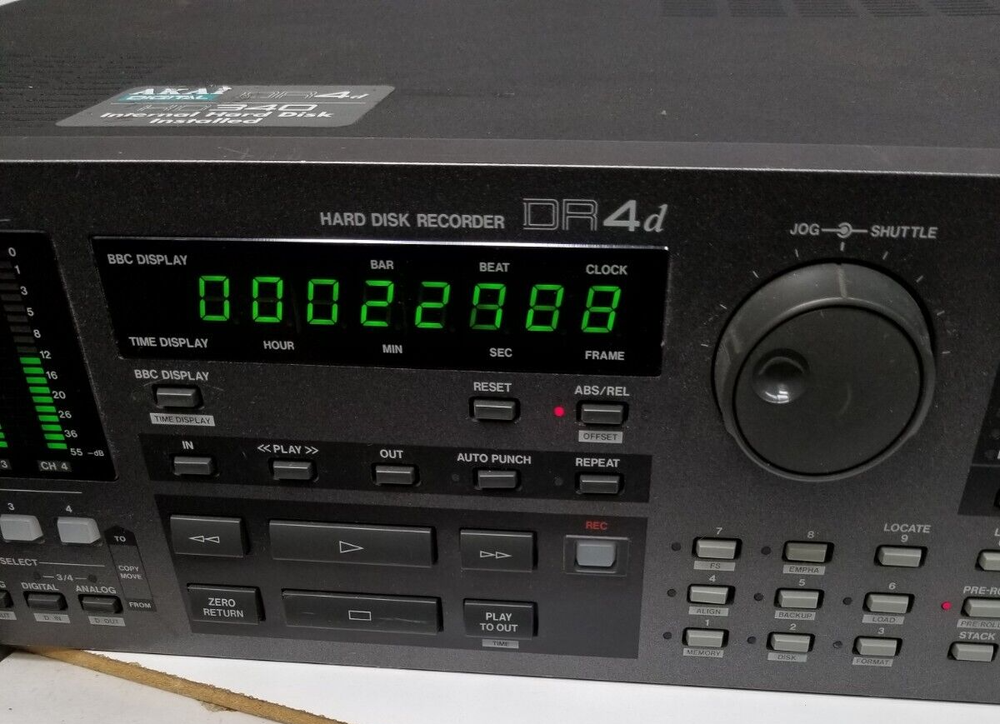 AKAI DR4d
DIGITAL
HD340
Internal Hard Disk
Installed
HARD DISK RECORDER DR4d
JOG SHUTTLE
BBC DISPLAY BAR BEAT CLOCK
TIME DISPLAY HOUR MIN SEC FRAME
0
1
3
5
8
12
16
20
26
36
55 -dB
3 CH 4
BBC DISPLAY
TIME DISPLAY
RESET
ABS/REL
OFFSET
IN
<<PLAY>>
OUT
AUTO PUNCH
REPEAT
REC
ZERO
RETURN
PLAY
TO OUT
TIME
3 4
TO
COPY
MOVE
FROM
SELECT
3/4
DIGITAL ANALOG
D IN D OUT
LOCATE
7 8 9
FS EMPHA
4 5 6
ALIGN BACKUP LOAD
1 2 3
MEMORY DISK FORMAT
STACK